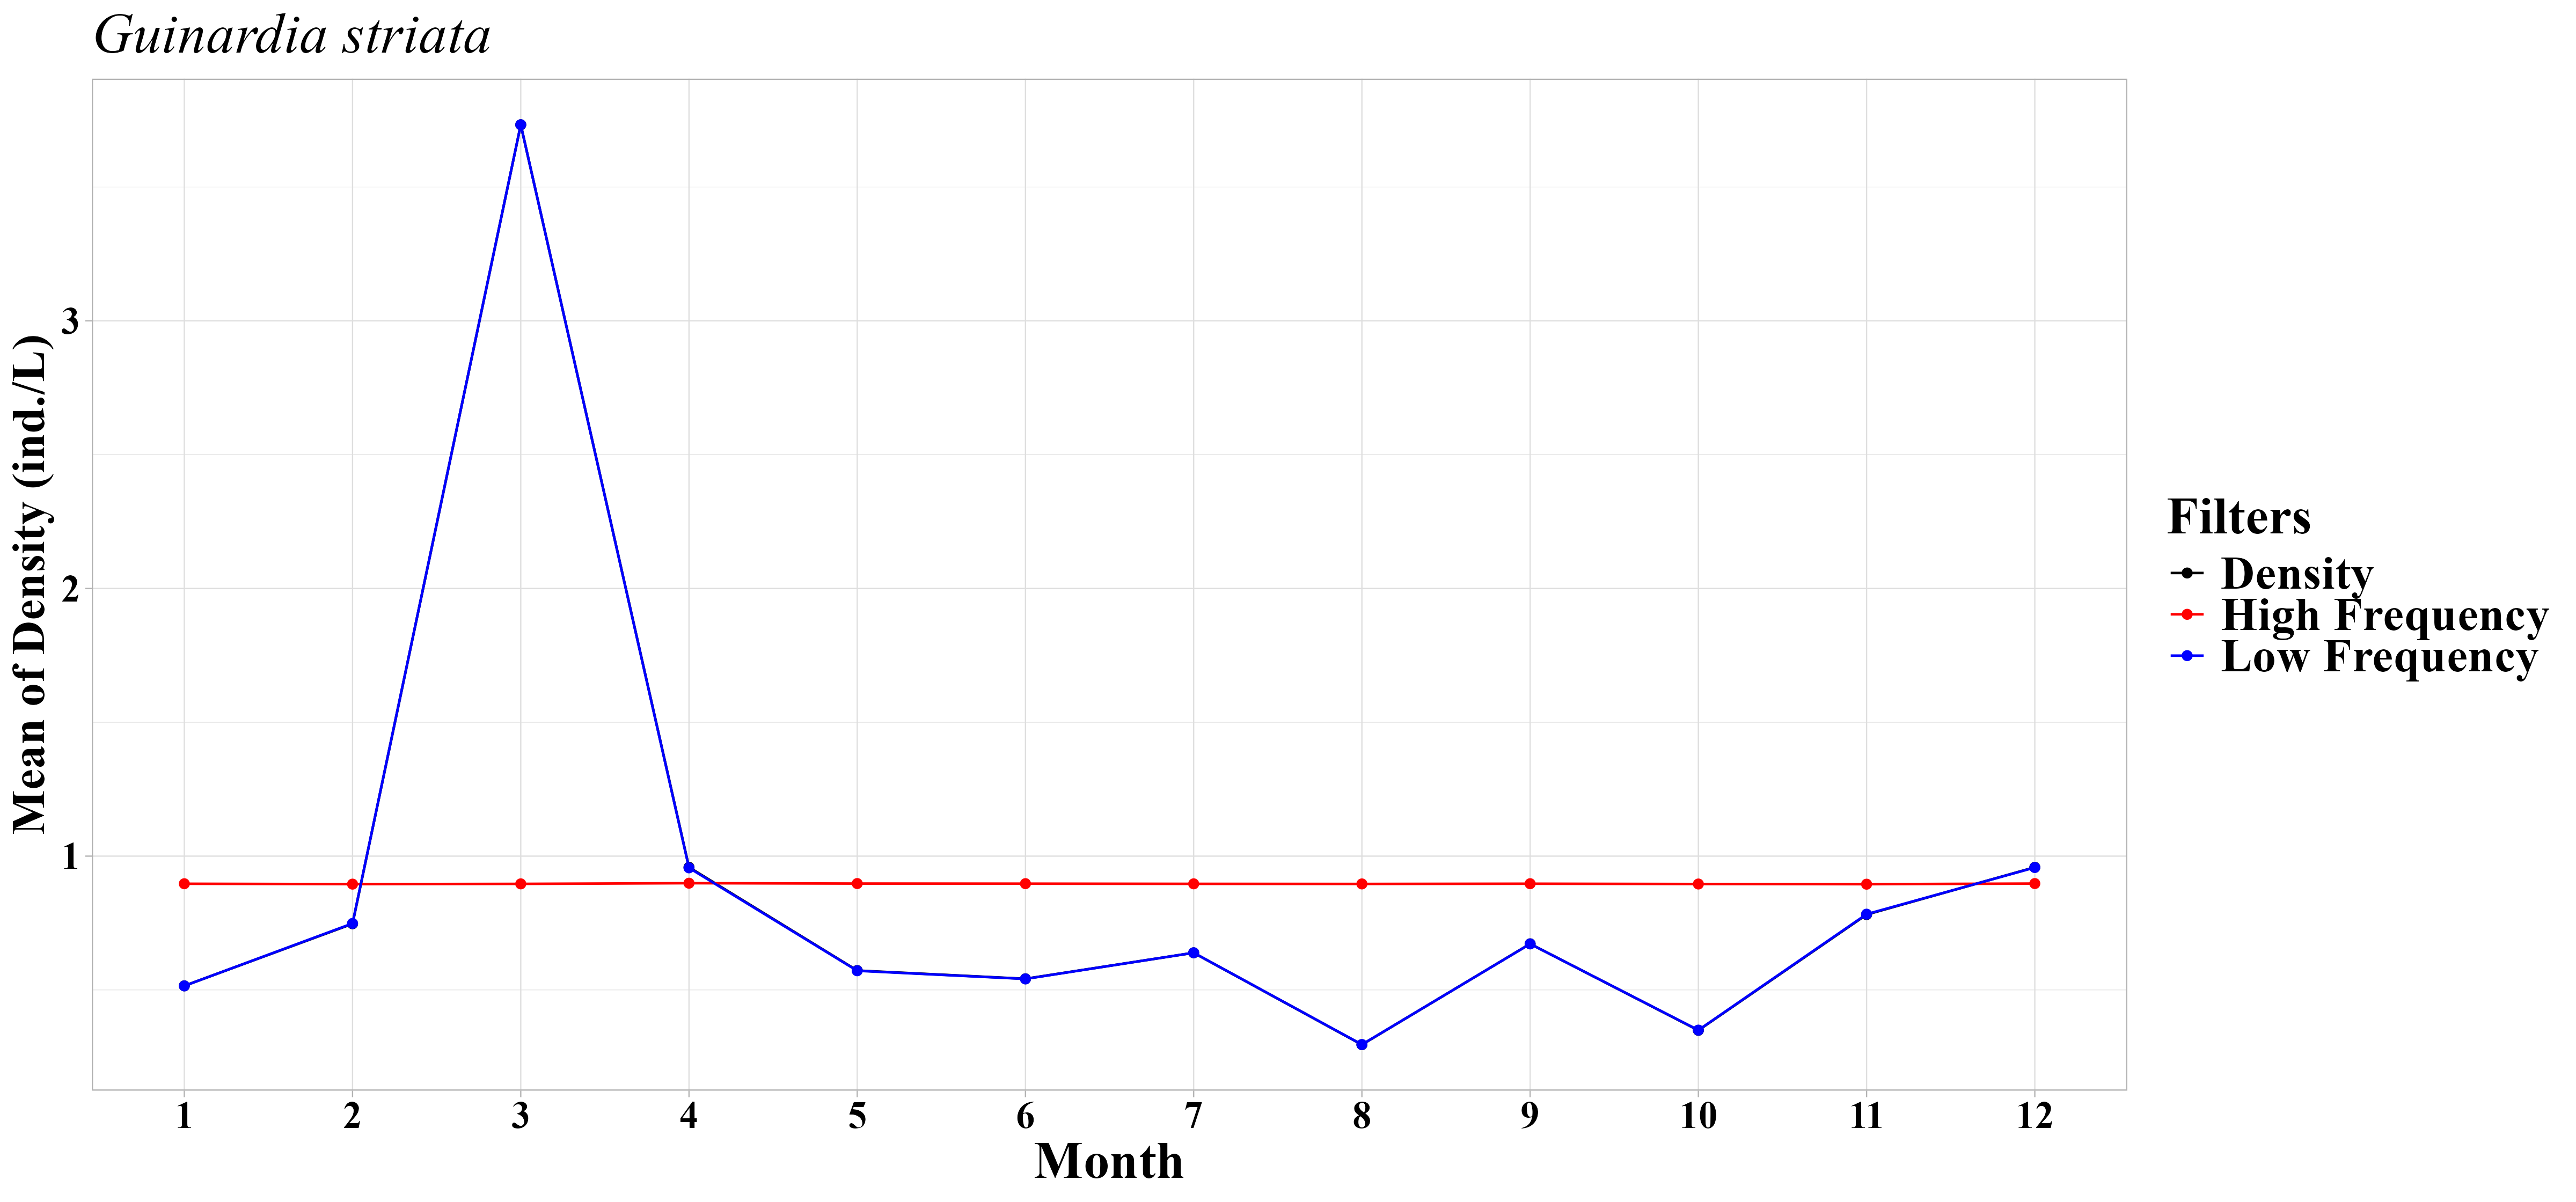 Guinardia striata
Mean of Density (ind./L)
3
2
1
1 2 3 4 5 6 7 8 9 10 11 12
Month
Filters
Density
High Frequency
Low Frequency